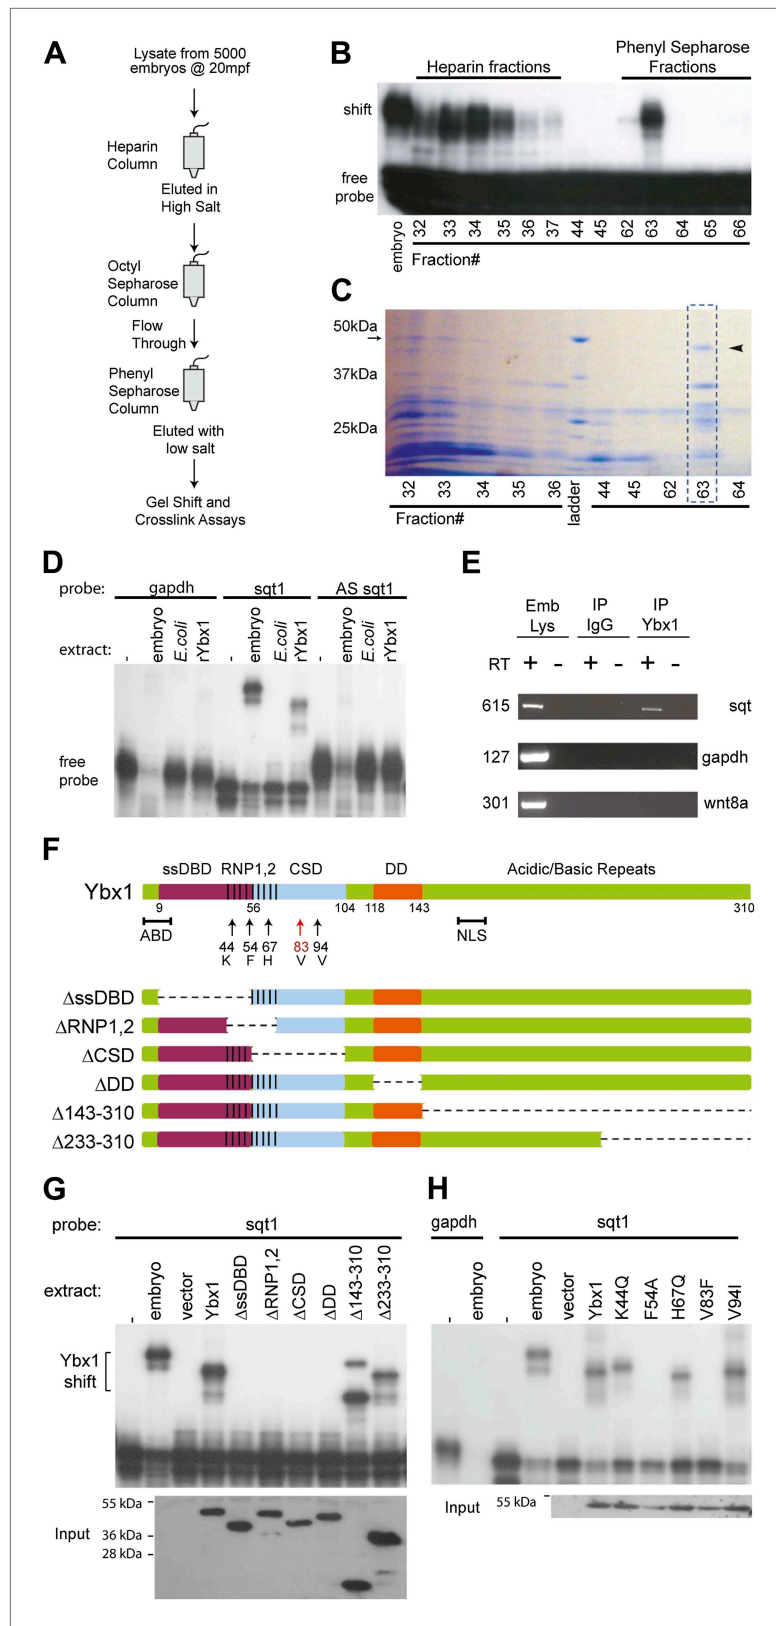 A
Lysate from 5000
embryos @ 20mpf
Heparin
Column
Eluted in
High Salt
Octyl
Sepharose
Column
Flow
Through
Phenyl
Sepharose
Column
Eluted with
low salt
Gel Shift and
Crosslink Assays
B
Heparin fractions
Phenyl Sepharose
Fractions
shift
free
probe
embryo 32 33 34 35 36 37 44 45 62 63 64 65 66
Fraction#
C
50kDa
37kDa
25kDa
32 33 34 35 36 ladder 44 45 62 63 64
Fraction#
D
probe: gapdh sqt1 AS sqt1
extract: - embryo E.coli rYbx1 - embryo E.coli rYbx1 - embryo E.coli rYbx1
free
probe
E
Emb IP IP
Lys IgG Ybx1
RT + - + - + -
615 sqt
127 gapdh
301 wnt8a
F
ssDBD RNP1,2 CSD DD Acidic/Basic Repeats
Ybx1
9 56 104 118 143 310
ABD NLS
44 54 67 83 94
K F H V V
ΔssDBD
ΔRNP1,2
ΔCSD
ΔDD
Δ143-310
Δ233-310
G
probe: sqt1
extract: - embryo vector Ybx1 ΔssDBD ΔRNP1,2 ΔCSD ΔDD Δ143-310 Δ233-310
Ybx1
shift
55 kDa
Input 36 kDa
28 kDa
H
gapdh sqt1
- embryo - embryo vector Ybx1 K44Q F54A H67Q V83F V94I
Input 55 kDa